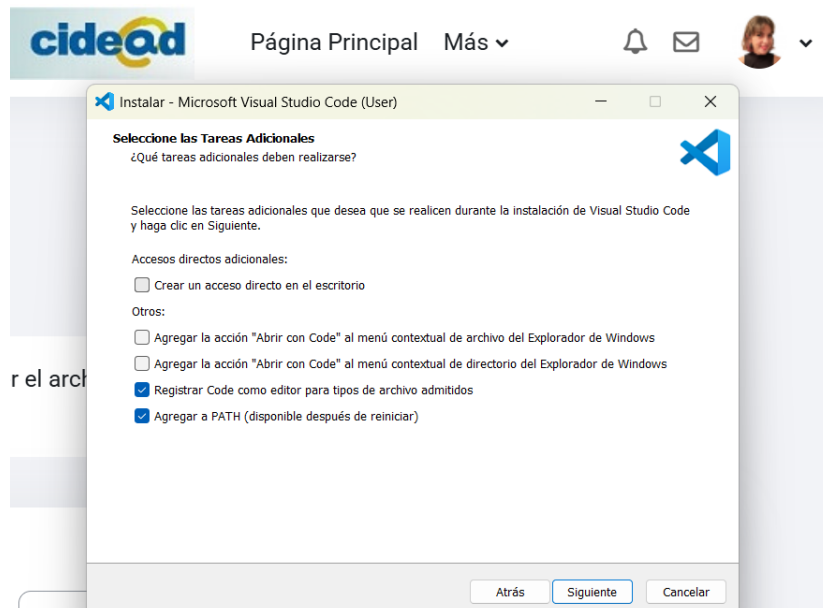 cidead
Página Principal Más
Instalar - Microsoft Visual Studio Code (User)
Seleccione las Tareas Adicionales
¿Qué tareas adicionales deben realizarse?
Seleccione las tareas adicionales que desea que se realicen durante la instalación de Visual Studio Code
y haga clic en Siguiente.
Accesos directos adicionales:
Crear un acceso directo en el escritorio
Otros:
Agregar la acción "Abrir con Code" al menú contextual de archivo del Explorador de Windows
Agregar la acción "Abrir con Code" al menú contextual de directorio del Explorador de Windows
r el arch
Registrar Code como editor para tipos de archivo admitidos
Agregar a PATH (disponible después de reiniciar)
Atrás Siguiente Cancelar